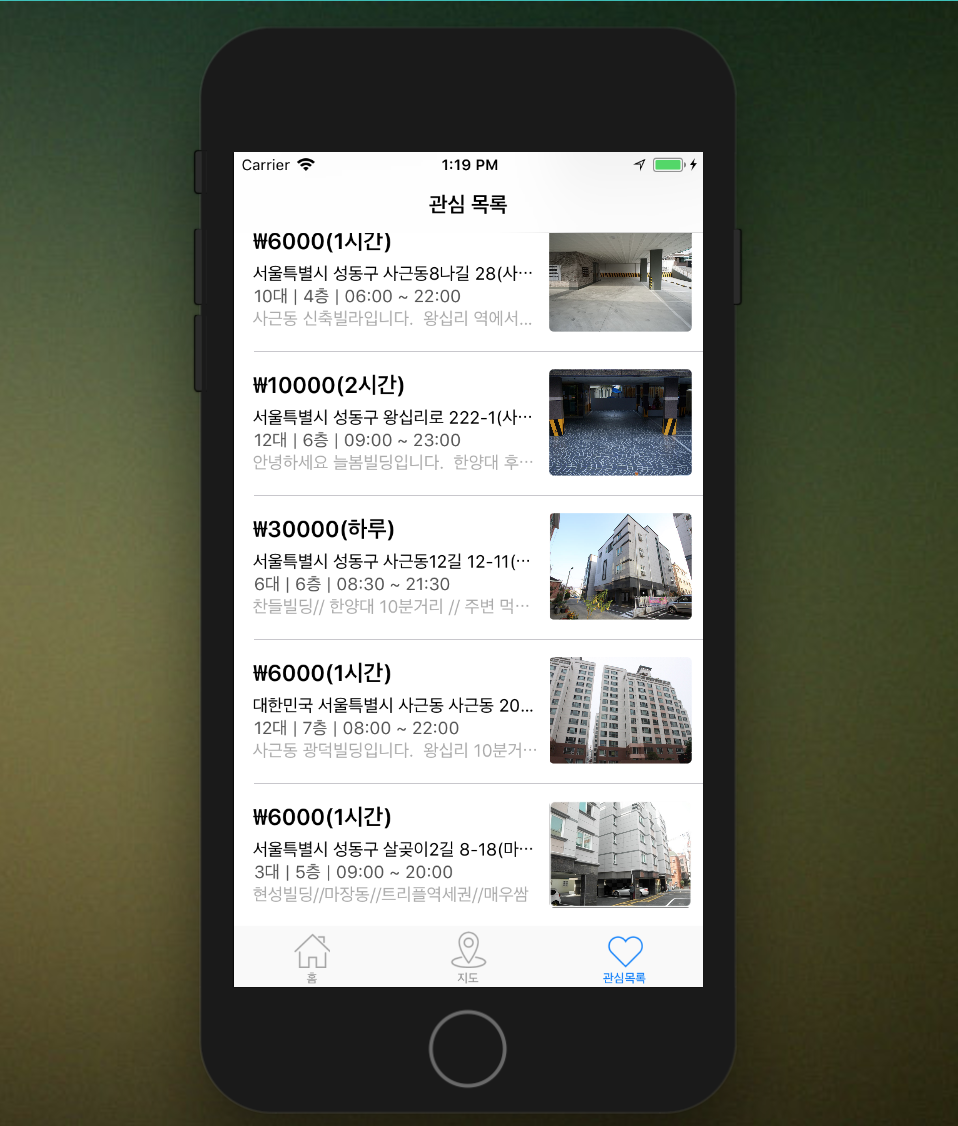 Carrier 1:19 PM
관심 목록
₩6000(1시간)
서울특별시 성동구 사근동8나길 28(사…
10대 | 4층 | 06:00 ~ 22:00
사근동 신축빌라입니다.  왕십리 역에서...
₩10000(2시간)
서울특별시 성동구 왕십리로 222-1(사…
12대 | 6층 | 09:00 ~ 23:00
안녕하세요 늘봄빌딩입니다.  한양대 후…
₩30000(하루)
서울특별시 성동구 사근동12길 12-11(…
6대 | 6층 | 08:30 ~ 21:30
찬들빌딩// 한양대 10분거리 // 주변 먹…
₩6000(1시간)
대한민국 서울특별시 사근동 사근동 20...
12대 | 7층 | 08:00 ~ 22:00
사근동 광덕빌딩입니다.  왕십리 10분거…
₩6000(1시간)
서울특별시 성동구 살곶이2길 8-18(마…
3대 | 5층 | 09:00 ~ 20:00
현성빌딩//마장동//트리플역세권//매우쌈
홈 지도 관심목록